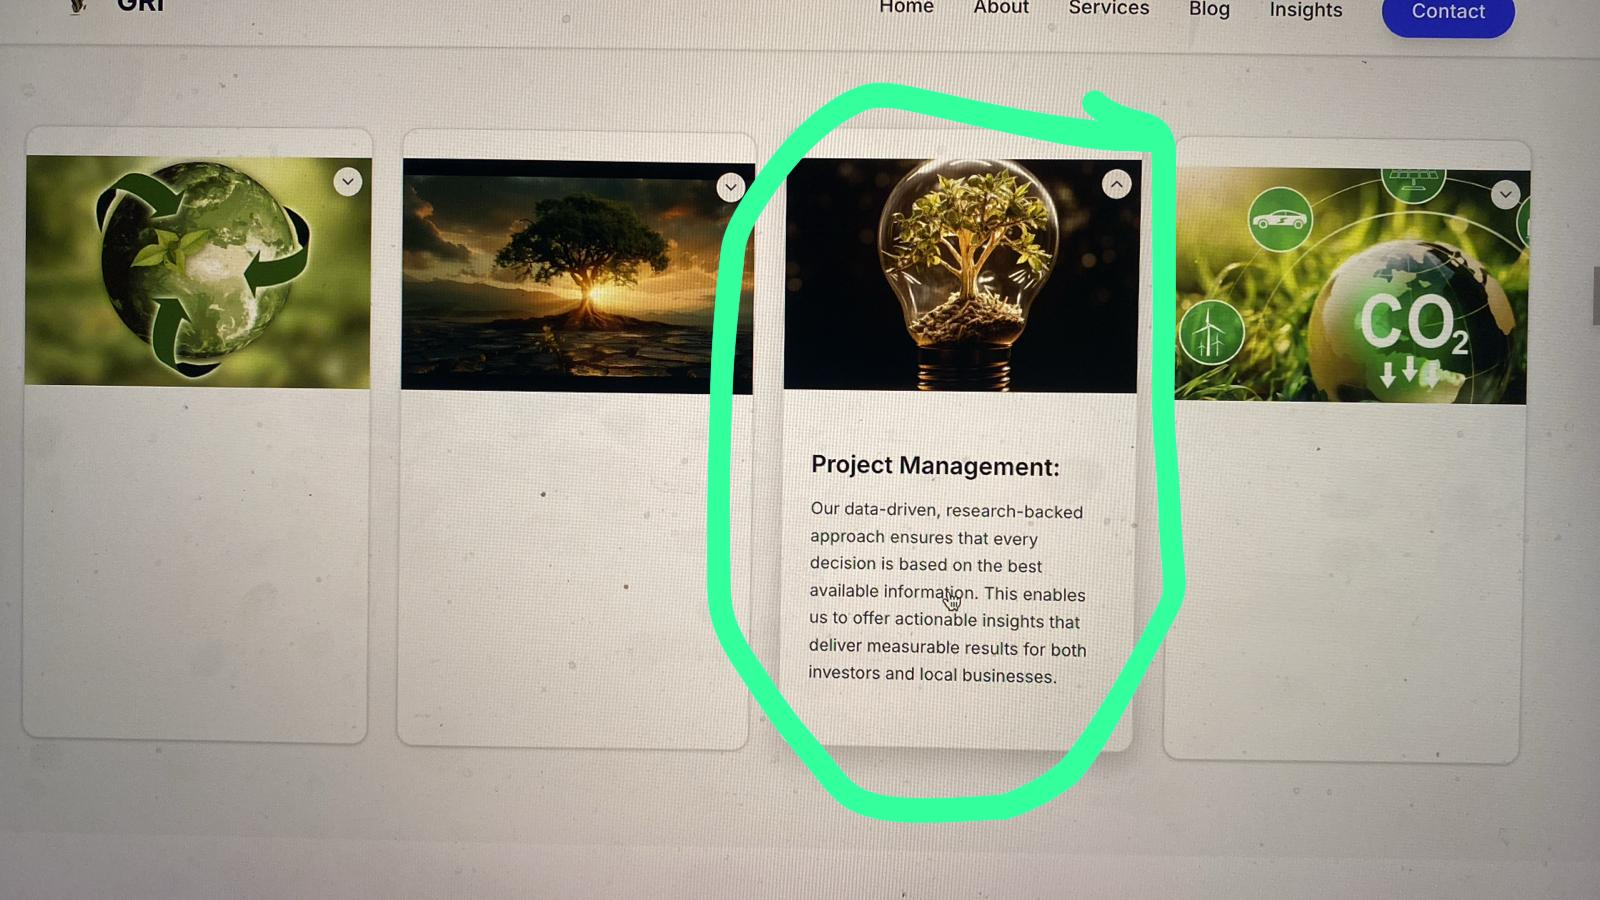 GRI
Home About Services Blog Insights Contact
CO2
Project Management:
Our data-driven, research-backed
approach ensures that every
decision is based on the best
available information. This enables
us to offer actionable insights that
deliver measurable results for both
investors and local businesses.